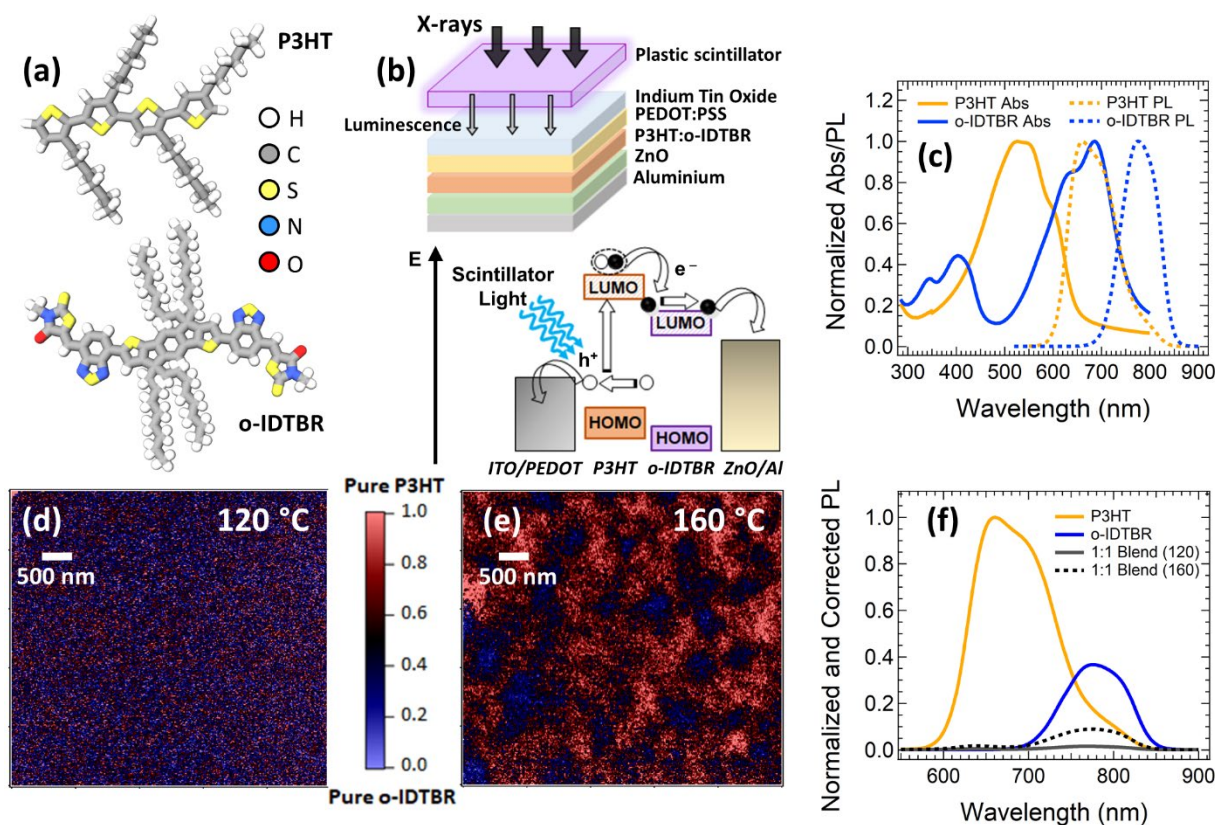 (a)
P3HT
H
C
S
N
O
o-IDTBR
(b)
X-rays
Plastic scintillator
Luminescence
Indium Tin Oxide
PEDOT:PSS
P3HT:o-IDTBR
ZnO
Aluminium
E
Scintillator
Light
h⁺
e⁻
LUMO
LUMO
HOMO
HOMO
ITO/PEDOT P3HT o-IDTBR ZnO/Al
(c)
P3HT Abs P3HT PL
o-IDTBR Abs o-IDTBR PL
Normalized Abs/PL
1.2
1.0
0.8
0.6
0.4
0.2
0.0
300 400 500 600 700 800 900
Wavelength (nm)
(d)
120 °C
500 nm
Pure P3HT
1.0
0.8
0.6
0.4
0.2
0.0
Pure o-IDTBR
(e)
160 °C
500 nm
(f)
P3HT
o-IDTBR
1:1 Blend (120)
1:1 Blend (160)
Normalized and Corrected PL
1.0
0.8
0.6
0.4
0.2
0.0
600 700 800 900
Wavelength (nm)